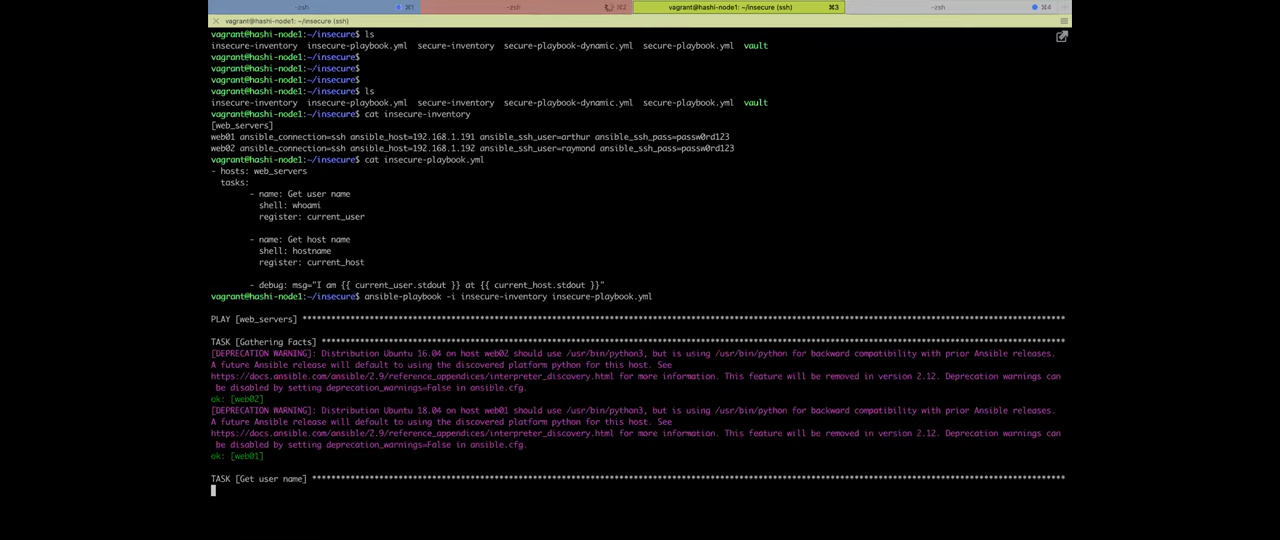 -zsh ⌘1 -zsh ⌘2 vagrant@hashi-node1: ~/insecure (ssh) ⌘3 -zsh ⌘4
vagrant@hashi-node1: ~/insecure (ssh)
vagrant@hashi-node1:~/insecure$ ls
insecure-inventory insecure-playbook.yml secure-inventory secure-playbook-dynamic.yml secure-playbook.yml vault
vagrant@hashi-node1:~/insecure$
vagrant@hashi-node1:~/insecure$
vagrant@hashi-node1:~/insecure$
vagrant@hashi-node1:~/insecure$ ls
insecure-inventory insecure-playbook.yml secure-inventory secure-playbook-dynamic.yml secure-playbook.yml vault
vagrant@hashi-node1:~/insecure$ cat insecure-inventory
[web_servers]
web01 ansible_connection=ssh ansible_host=192.168.1.191 ansible_ssh_user=arthur ansible_ssh_pass=passw0rd123
web02 ansible_connection=ssh ansible_host=192.168.1.192 ansible_ssh_user=raymond ansible_ssh_pass=passw0rd123
vagrant@hashi-node1:~/insecure$ cat insecure-playbook.yml
- hosts: web_servers
  tasks:
        - name: Get user name
          shell: whoami
          register: current_user
        - name: Get host name
          shell: hostname
          register: current_host
        - debug: msg="I am {{ current_user.stdout }} at {{ current_host.stdout }}"
vagrant@hashi-node1:~/insecure$ ansible-playbook -i insecure-inventory insecure-playbook.yml
PLAY [web_servers] ***********************************************************************************************************************************************
TASK [Gathering Facts] *******************************************************************************************************************************************
[DEPRECATION WARNING]: Distribution Ubuntu 16.04 on host web02 should use /usr/bin/python3, but is using /usr/bin/python for backward compatibility with prior Ansible releases.
A future Ansible release will default to using the discovered platform python for this host. See
https://docs.ansible.com/ansible/2.9/reference_appendices/interpreter_discovery.html for more information. This feature will be removed in version 2.12. Deprecation warnings can
 be disabled by setting deprecation_warnings=False in ansible.cfg.
ok: [web02]
[DEPRECATION WARNING]: Distribution Ubuntu 18.04 on host web01 should use /usr/bin/python3, but is using /usr/bin/python for backward compatibility with prior Ansible releases.
A future Ansible release will default to using the discovered platform python for this host. See
https://docs.ansible.com/ansible/2.9/reference_appendices/interpreter_discovery.html for more information. This feature will be removed in version 2.12. Deprecation warnings can
 be disabled by setting deprecation_warnings=False in ansible.cfg.
ok: [web01]
TASK [Get user name] *********************************************************************************************************************************************